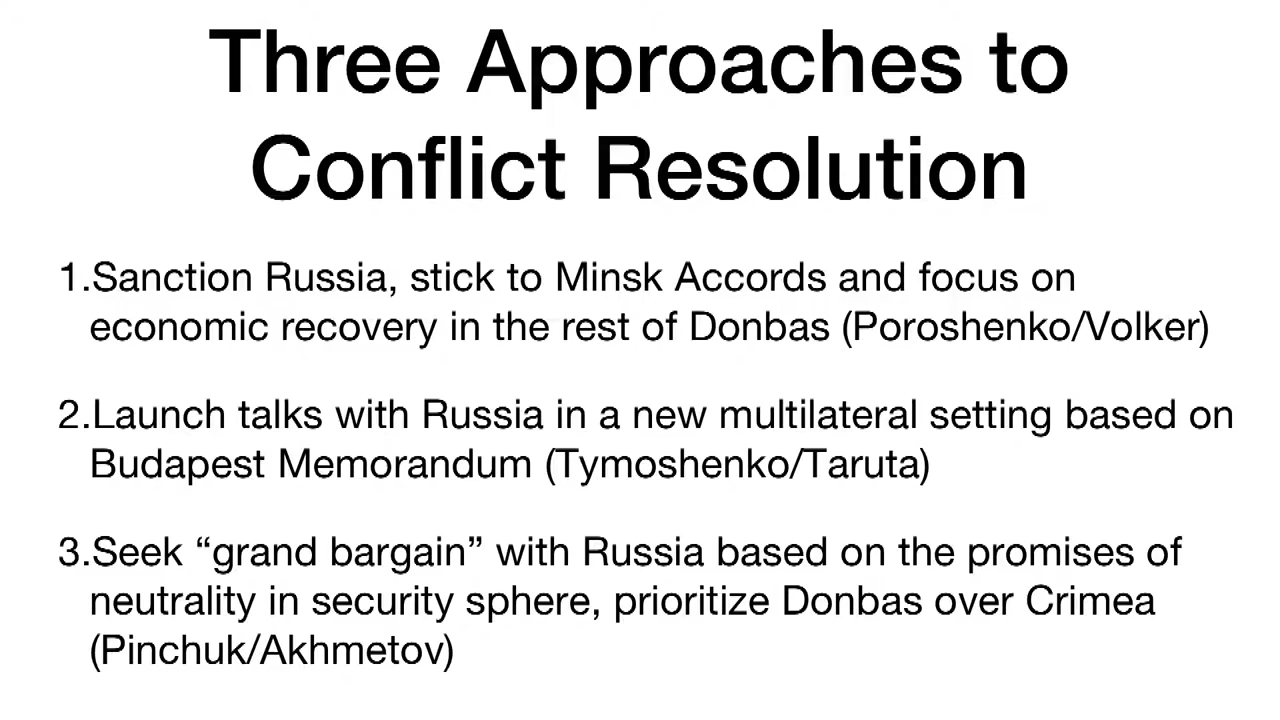 Three Approaches to
Conflict Resolution
1.Sanction Russia, stick to Minsk Accords and focus on
economic recovery in the rest of Donbas (Poroshenko/Volker)
2.Launch talks with Russia in a new multilateral setting based on
Budapest Memorandum (Tymoshenko/Taruta)
3.Seek “grand bargain” with Russia based on the promises of
neutrality in security sphere, prioritize Donbas over Crimea
(Pinchuk/Akhmetov)